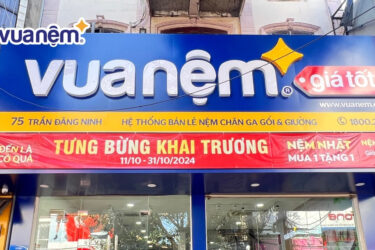 vuanệm
vuanệm® giá tốt
www.vuanem.
75 TRẦN ĐĂNG NINH HỆ THỐNG BÁN LẺ NỆM CHĂN GA GỐI & GIƯỜNG 1800.
ĐẾN LÀ CÓ QUÀ
TƯNG BỪNG KHAI TRƯƠNG
11/10 - 31/10/2024
NỆM NHẬT
MUA 1 TẶNG 1